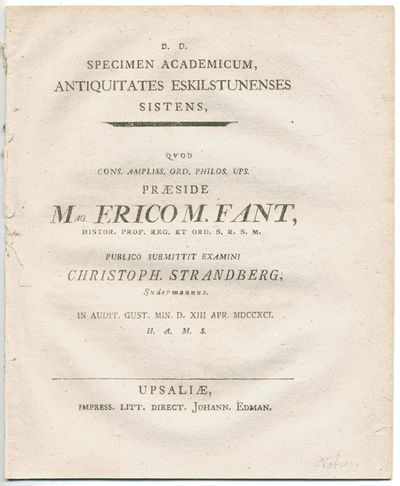 D. D.
SPECIMEN ACADEMICUM,
ANTIQUITATES ESKILSTUNENSES
SISTENS,
QVOD
CONS. AMPLISS. ORD. PHILOS. UPS.
PRÆSIDE
MAG. ERICO M. FANT,
HISTOR. PROF. REG. ET ORD. S. R. S. M.
PUBLICO SUBMITTIT EXAMINI
CHRISTOPH. STRANDBERG,
Sudermannus.
IN AUDIT. GUST. MIN. D. XIII APR. MDCCXCI.
H. A. M. S.
UPSALIÆ,
IMPRESS. LITT. DIRECT. JOHANN. EDMAN.